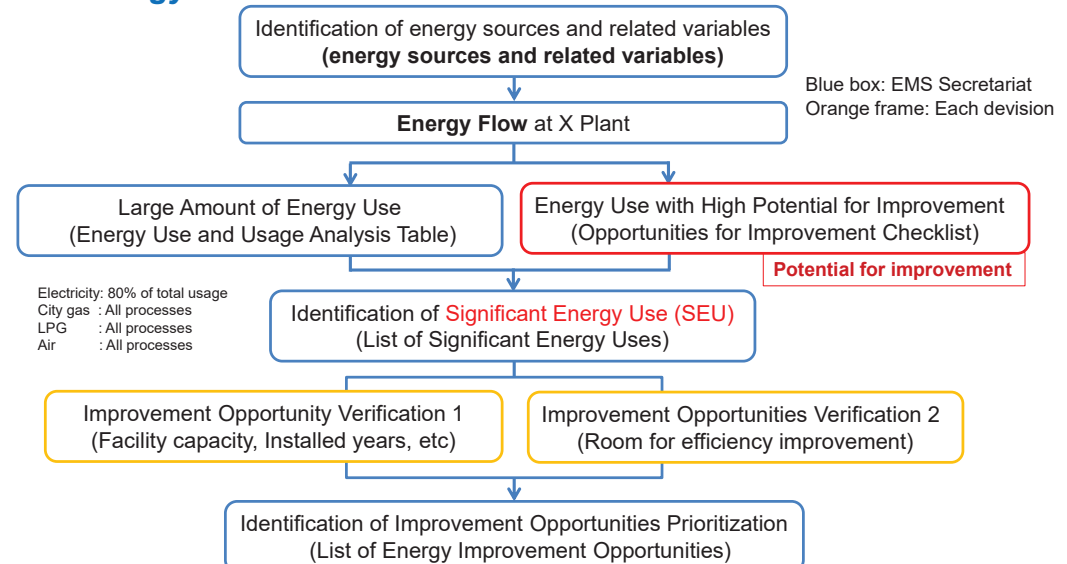 Identification of energy sources and related variables
(energy sources and related variables)
Blue box: EMS Secretariat
Orange frame: Each devision
Energy Flow at X Plant
Large Amount of Energy Use
(Energy Use and Usage Analysis Table)
Energy Use with High Potential for Improvement
(Opportunities for Improvement Checklist)
Potential for improvement
Electricity: 80% of total usage
City gas : All processes
LPG : All processes
Air : All processes
Identification of Significant Energy Use (SEU)
(List of Significant Energy Uses)
Improvement Opportunity Verification 1
(Facility capacity, Installed years, etc)
Improvement Opportunities Verification 2
(Room for efficiency improvement)
Identification of Improvement Opportunities Prioritization
(List of Energy Improvement Opportunities)